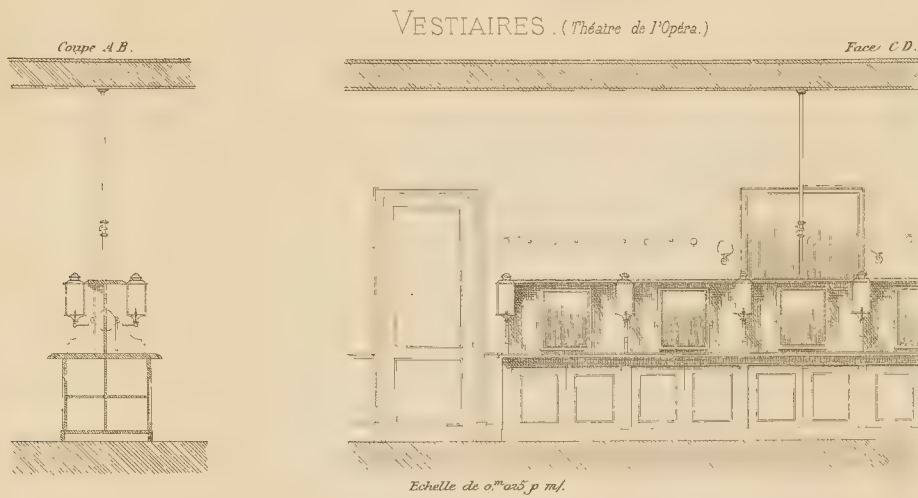 VESTIAIRES. (Théatre de l'Opéra.)
Coupe A B.
Face C D.
Echelle de 0,ᵐ025 p m/.